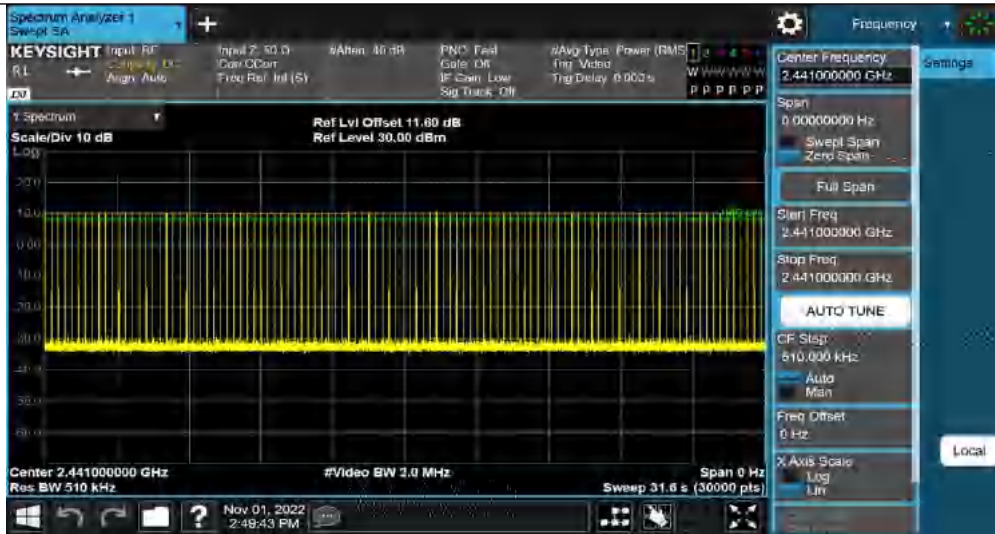 Spectrum Analyzer 1
Swept SA
+
Frequency
KEYSIGHT
Input: RF
Coupling: DC
Align: Auto
Input Z: 50 Ω
Corr CCorr
Freq Ref: Int (S)
#Atten: 40 dB
PNO: Fast
Gate: Off
IF Gain: Low
Sig Track: Off
#Avg Type: Power (RMS
Trig: Video
Trig Delay: 0.000 s
P P P P P P
Center Frequency
2.441000000 GHz
Settings
1 Spectrum
Scale/Div 10 dB
Log
Ref Lvl Offset 11.60 dB
Ref Level 30.00 dBm
Span
0.00000000 Hz
Swept Span
Zero Span
Full Span
Start Freq
2.441000000 GHz
Stop Freq
2.441000000 GHz
AUTO TUNE
CF Step
510.000 kHz
Auto
Man
Freq Offset
0 Hz
Local
X Axis Scale
Log
Lin
Center 2.441000000 GHz
Res BW 510 kHz
#Video BW 2.0 MHz
Span 0 Hz
Sweep 31.6 s (30000 pts)
?
Nov 01, 2022
2:49:43 PM